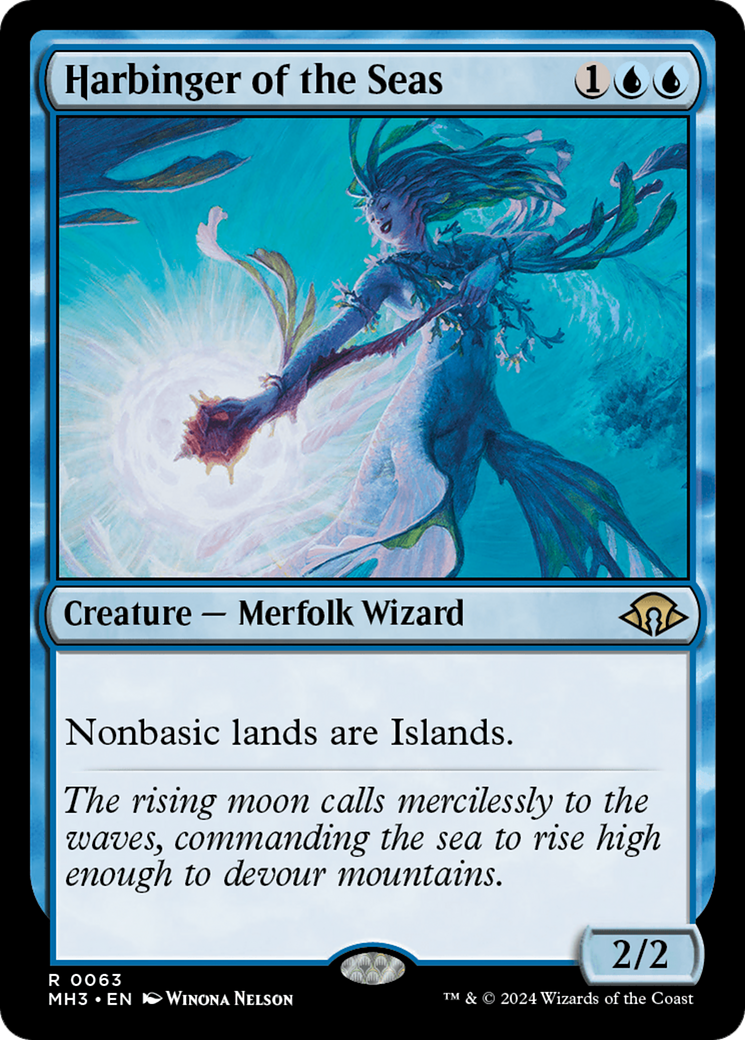 Harbinger of the Seas 1
Creature — Merfolk Wizard
Nonbasic lands are Islands.
The rising moon calls mercilessly to the
waves, commanding the sea to rise high
enough to devour mountains.
2/2
R 0063
MH3 • EN Winona Nelson
™ & © 2024 Wizards of the Coast